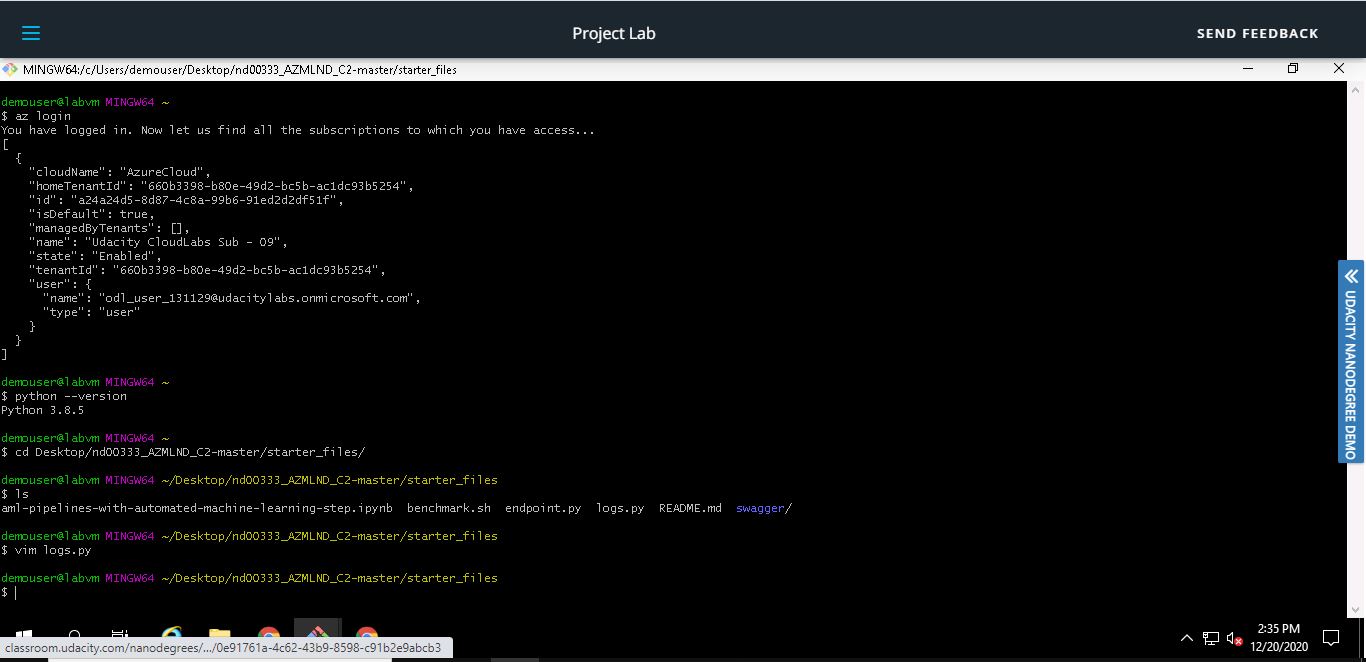 Project Lab
SEND FEEDBACK
MINGW64:/c/Users/demouser/Desktop/nd00333_AZMLND_C2-master/starter_files
demouser@labvm MINGW64 ~
$ az login
You have logged in. Now let us find all the subscriptions to which you have access...
[
  {
    "cloudName": "AzureCloud",
    "homeTenantId": "660b3398-b80e-49d2-bc5b-ac1dc93b5254",
    "id": "a24a24d5-8d87-4c8a-99b6-91ed2d2df51f",
    "isDefault": true,
    "managedByTenants": [],
    "name": "Udacity CloudLabs Sub - 09",
    "state": "Enabled",
    "tenantId": "660b3398-b80e-49d2-bc5b-ac1dc93b5254",
    "user": {
      "name": "odl_user_131129@udacitylabs.onmicrosoft.com",
      "type": "user"
    }
  }
]
demouser@labvm MINGW64 ~
$ python --version
Python 3.8.5
demouser@labvm MINGW64 ~
$ cd Desktop/nd00333_AZMLND_C2-master/starter_files/
demouser@labvm MINGW64 ~/Desktop/nd00333_AZMLND_C2-master/starter_files
$ ls
aml-pipelines-with-automated-machine-learning-step.ipynb  benchmark.sh  endpoint.py  logs.py  README.md  swagger/
demouser@labvm MINGW64 ~/Desktop/nd00333_AZMLND_C2-master/starter_files
$ vim logs.py
demouser@labvm MINGW64 ~/Desktop/nd00333_AZMLND_C2-master/starter_files
$
UDACITY NANODEGREE DEMO
2:35 PM
12/20/2020
classroom.udacity.com/nanodegrees/.../0e91761a-4c62-43b9-8598-c91b2e9abcb3